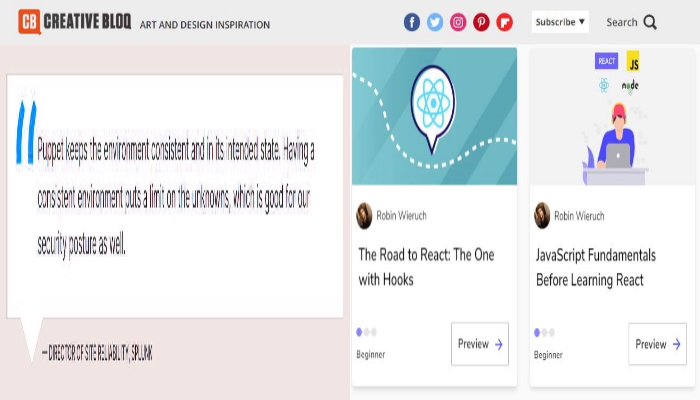 CB CREATIVE BLOQ ART AND DESIGN INSPIRATION
Subscribe ▼ Search
Puppet keeps the environment consistent and in its intended state. Having a
consistent environment puts a limit on the unknowns, which is good for our
security posture as well.
— DIRECTOR OF SITE RELIABILITY, SPLUNK
Robin Wieruch
The Road to React: The One
with Hooks
Beginner
Preview →
REACT JS
node
Robin Wieruch
JavaScript Fundamentals
Before Learning React
Beginner
Preview →